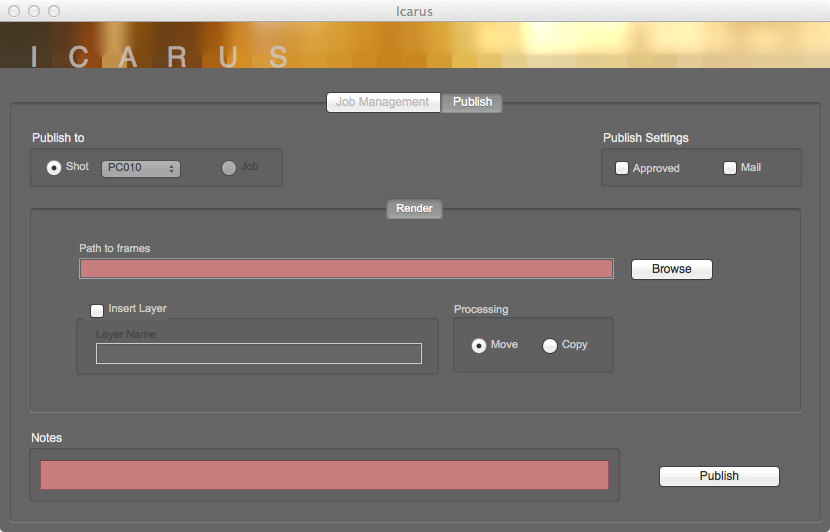 Icarus
ICARUS
Job Management Publish
Publish to
Publish Settings
Shot PC010 Job
Approved Mail
Render
Path to frames
Browse
Insert Layer
Processing
Layer Name
Move Copy
Notes
Publish